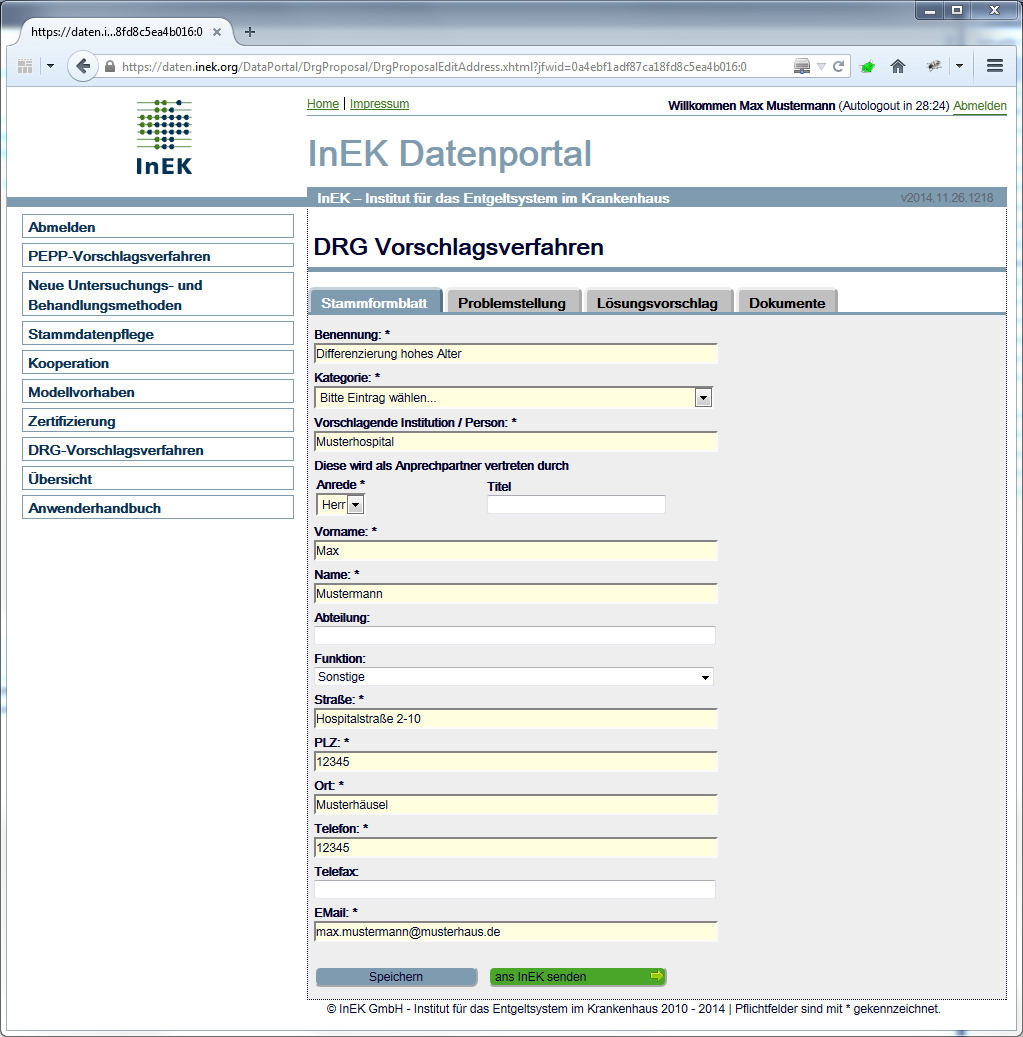 https://daten.i...8fd8c5ea4b016:0
https://daten.inek.org/DataPortal/DrgProposal/DrgProposalEditAddress.xhtml?jfwid=0a4ebf1adf87ca18fd8c5ea4b016:0
InEK
Home | Impressum
Willkommen Max Mustermann (Autologout in 28:24) Abmelden
InEK Datenportal
InEK – Institut für das Entgeltsystem im Krankenhaus
v2014.11.26.1218
Abmelden
PEPP-Vorschlagsverfahren
Neue Untersuchungs- und
Behandlungsmethoden
Stammdatenpflege
Kooperation
Modellvorhaben
Zertifizierung
DRG-Vorschlagsverfahren
Übersicht
Anwenderhandbuch
DRG Vorschlagsverfahren
Stammformblatt
Problemstellung
Lösungsvorschlag
Dokumente
Benennung: *
Differenzierung hohes Alter
Kategorie: *
Bitte Eintrag wählen...
Vorschlagende Institution / Person: *
Musterhospital
Diese wird als Anprechpartner vertreten durch
Anrede * Titel
Herr
Vorname: *
Max
Name: *
Mustermann
Abteilung:
Funktion:
Sonstige
Straße: *
Hospitalstraße 2-10
PLZ: *
12345
Ort: *
Musterhäusel
Telefon: *
12345
Telefax:
EMail: *
max.mustermann@musterhaus.de
Speichern
ans InEK senden
© InEK GmbH - Institut für das Entgeltsystem im Krankenhaus 2010 - 2014 | Pflichtfelder sind mit * gekennzeichnet.